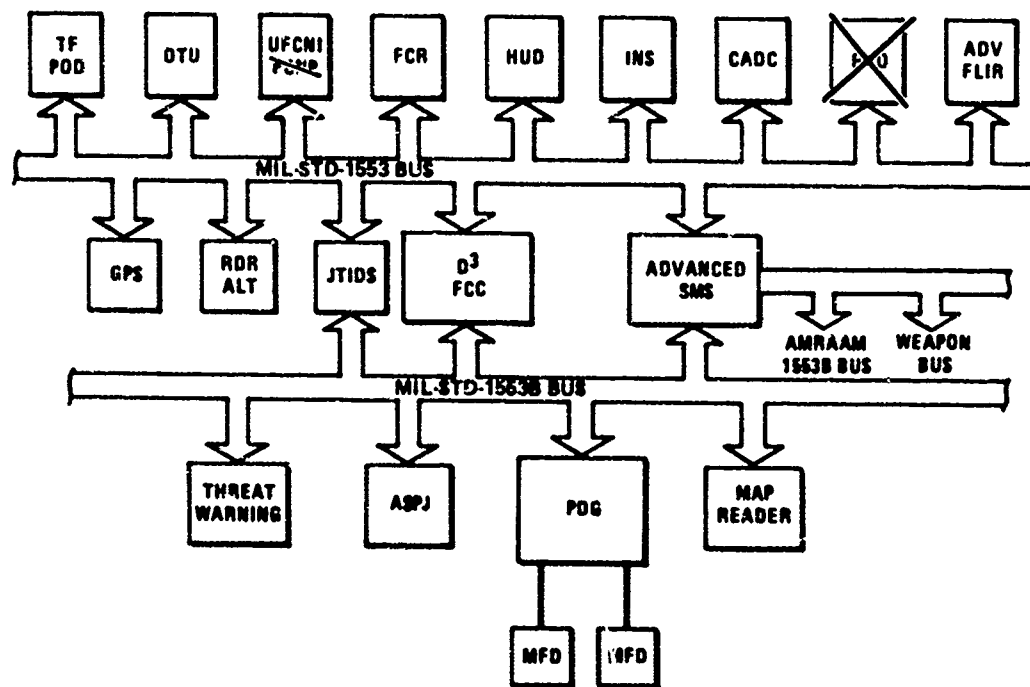 TF
POD
DTU
UFCNI
FCR
HUD
INS
CADC
ADV
FLIR
MIL-STD-1553 BUS
GPS
RDR
ALT
JTIDS
D³
FCC
ADVANCED
SMS
AMRAAM
1553B BUS
WEAPON
BUS
MIL-STD-1553B BUS
THREAT
WARNING
ASPJ
PDG
MAP
READER
MFD
MFD